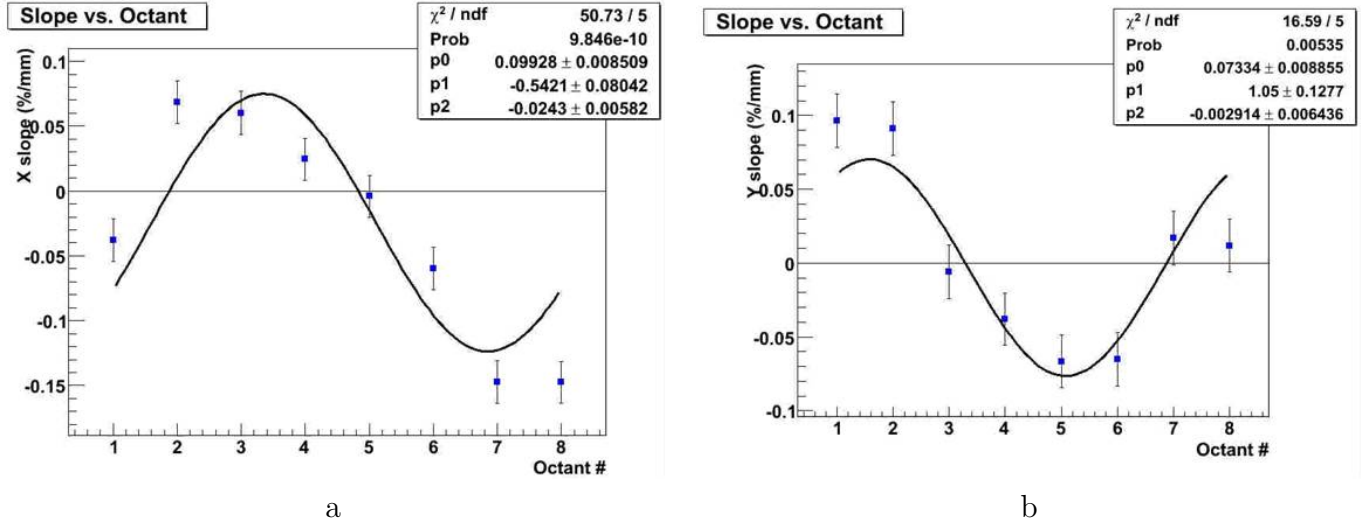 Slope vs. Octant
χ² / ndf 50.73 / 5
Prob 9.846e-10
p0 0.09928 ± 0.008509
p1 -0.5421 ± 0.08042
p2 -0.0243 ± 0.00582
X slope (%/mm)
0.1
0.05
0
-0.05
-0.1
-0.15
1 2 3 4 5 6 7 8
Octant #
a
Slope vs. Octant
χ² / ndf 16.59 / 5
Prob 0.00535
p0 0.07334 ± 0.008855
p1 1.05 ± 0.1277
p2 -0.002914 ± 0.006436
Y slope (%/mm)
0.1
0.05
0
-0.05
-0.1
1 2 3 4 5 6 7 8
Octant #
b